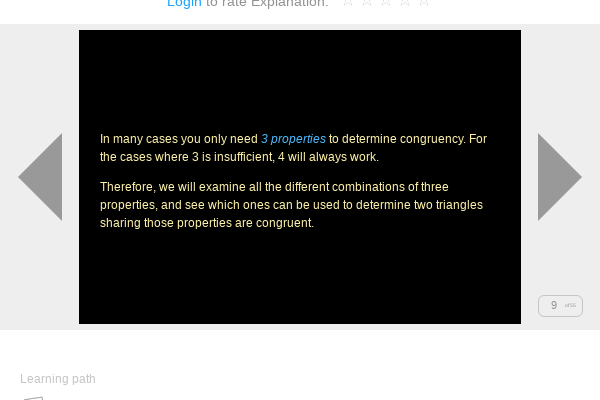 Login to rate Explanation:
In many cases you only need 3 properties to determine congruency. For
the cases where 3 is insufficient, 4 will always work.
Therefore, we will examine all the different combinations of three
properties, and see which ones can be used to determine two triangles
sharing those properties are congruent.
9
Learning path